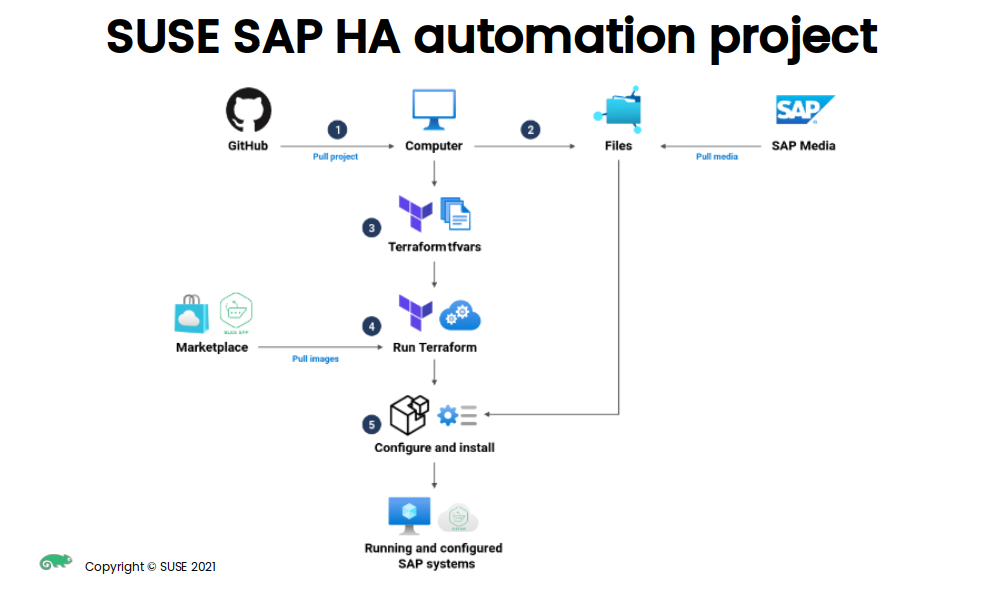 SUSE SAP HA automation project
1
2
SAP
GitHub
Computer
Files
SAP Media
Pull project
Pull media
3
Terraform tfvars
4
Marketplace
Run Terraform
Pull images
5
Configure and install
Running and configured
SAP systems
Copyright © SUSE 2021